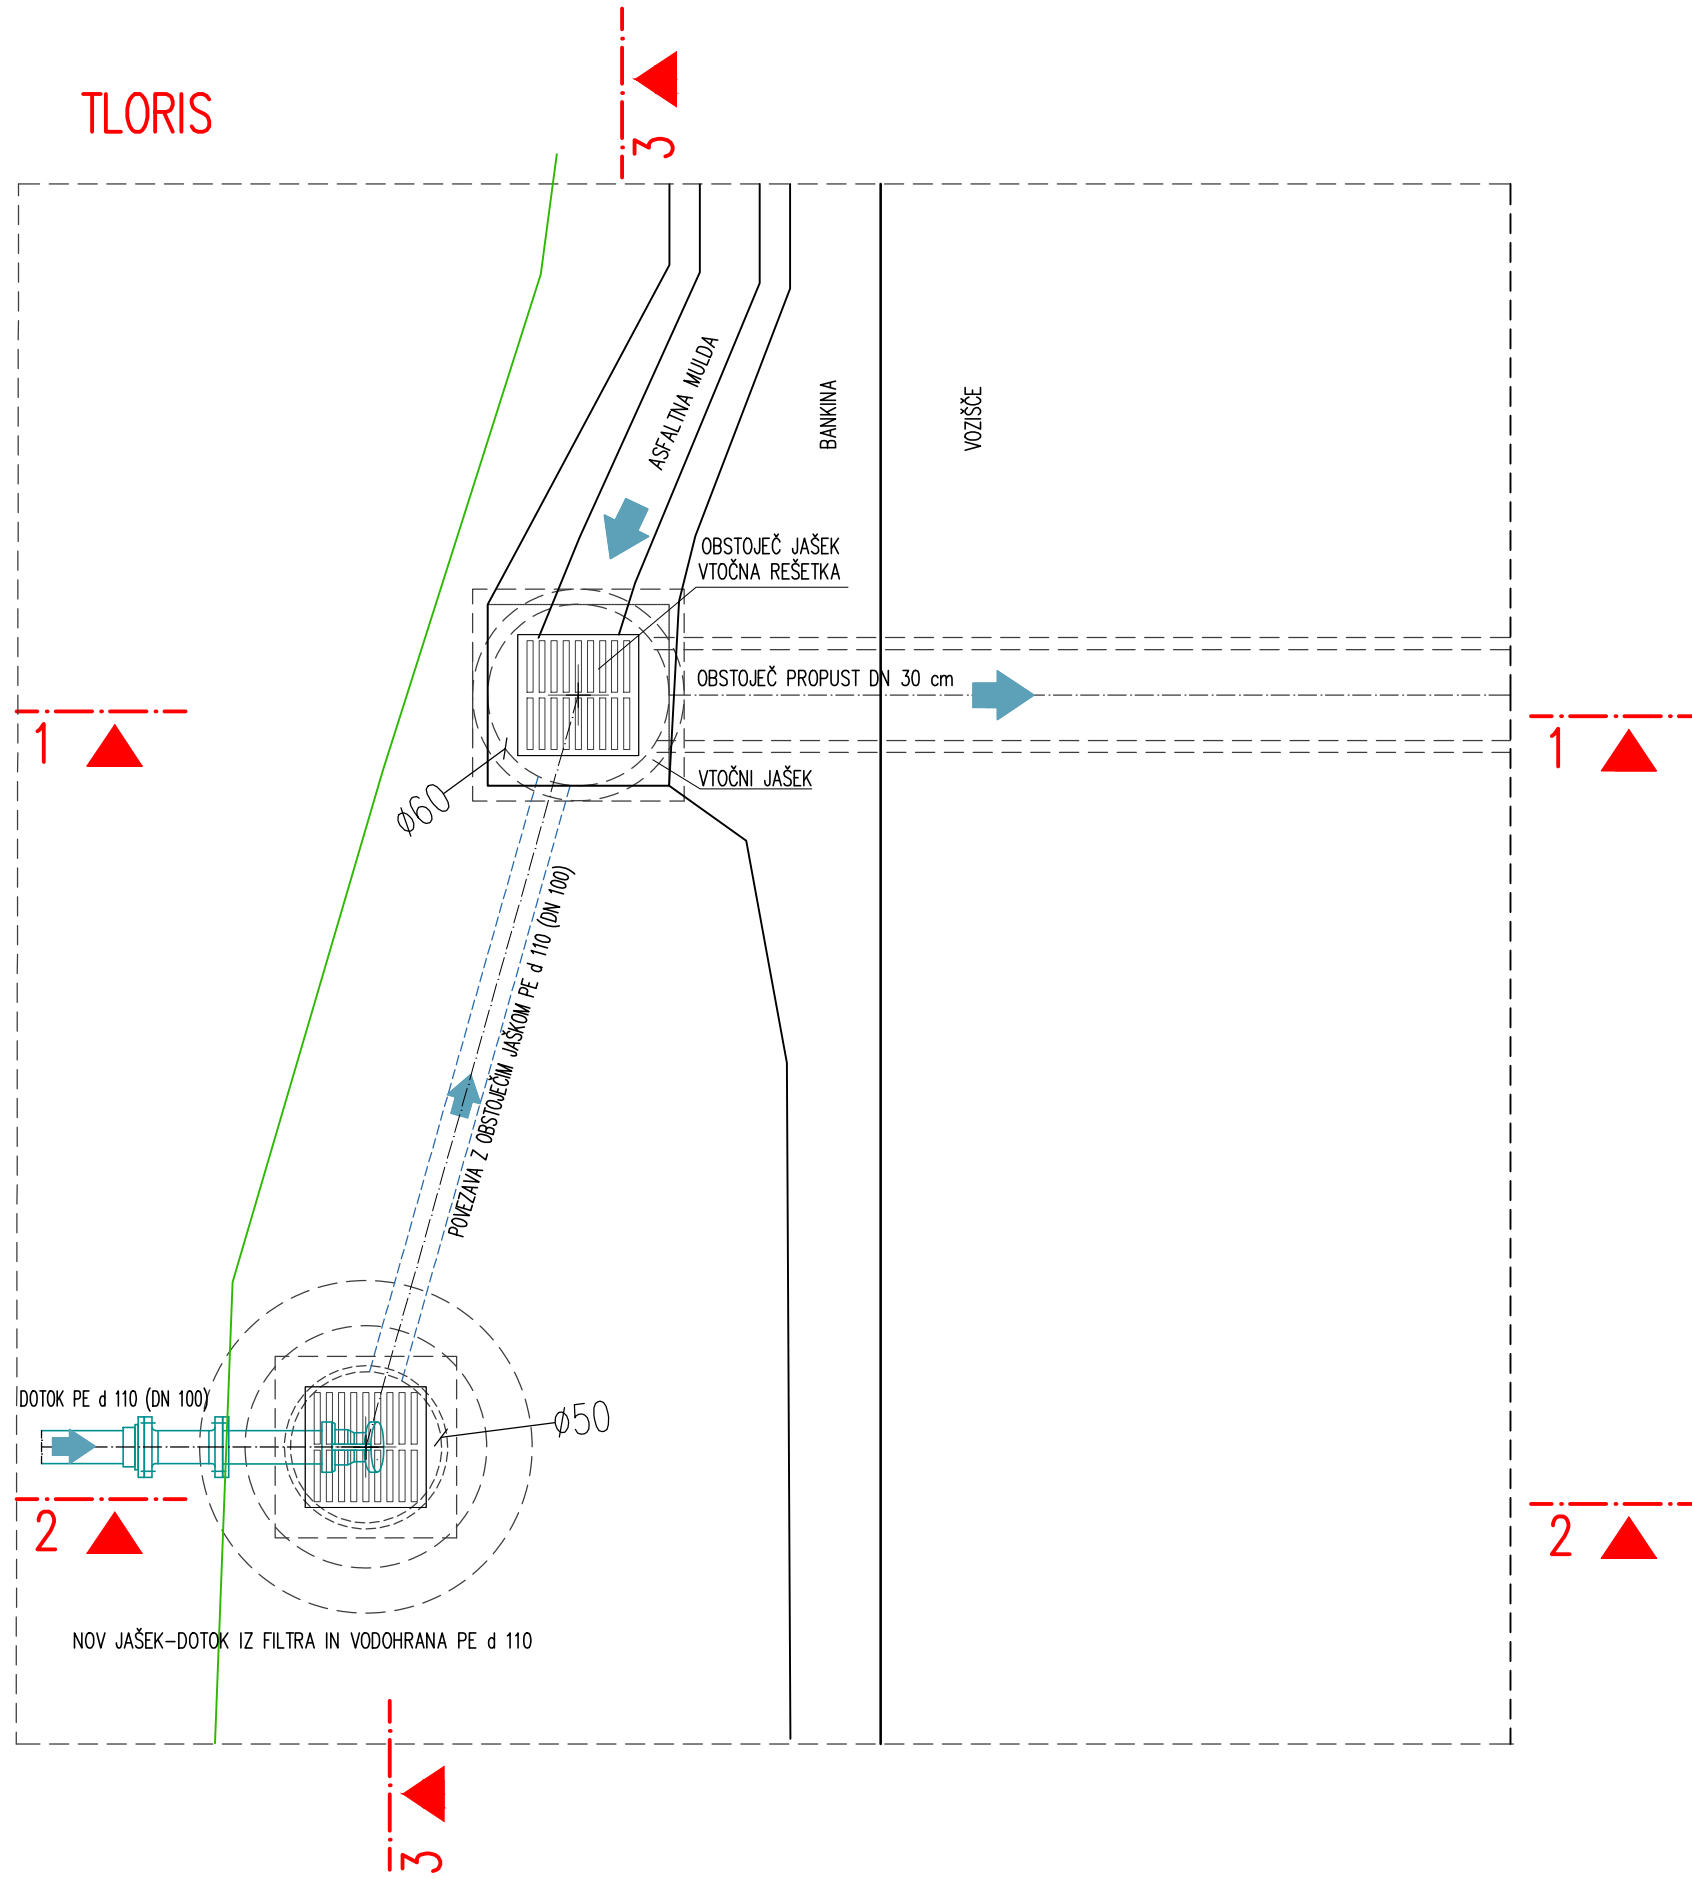 3
TLORIS
ASFALTNA MULDA
BANKINA
VOZIŠČE
OBSTOJEČ JAŠEK
VTOČNA REŠETKA
OBSTOJEČ PROPUST DN 30 cm
1
1
VTOČNI JAŠEK
ø60
POVEZAVA Z OBSTOJEČIM JAŠKOM PE d 110 (DN 100)
DOTOK PE d 110 (DN 100)
ø50
2
2
NOV JAŠEK-DOTOK IZ FILTRA IN VODOHRANA PE d 110
3